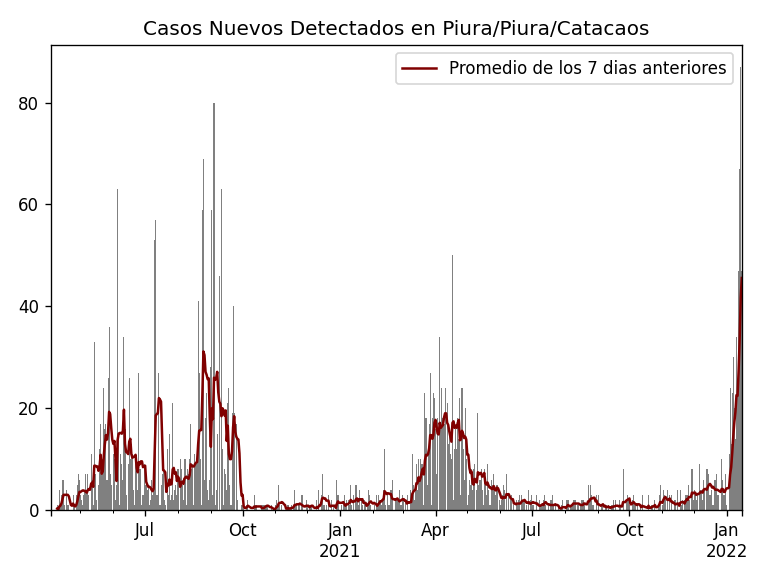 Casos Nuevos Detectados en Piura/Piura/Catacaos
Promedio de los 7 dias anteriores
80
60
40
20
0
Jul Oct Jan Apr Jul Oct Jan
2021 2022